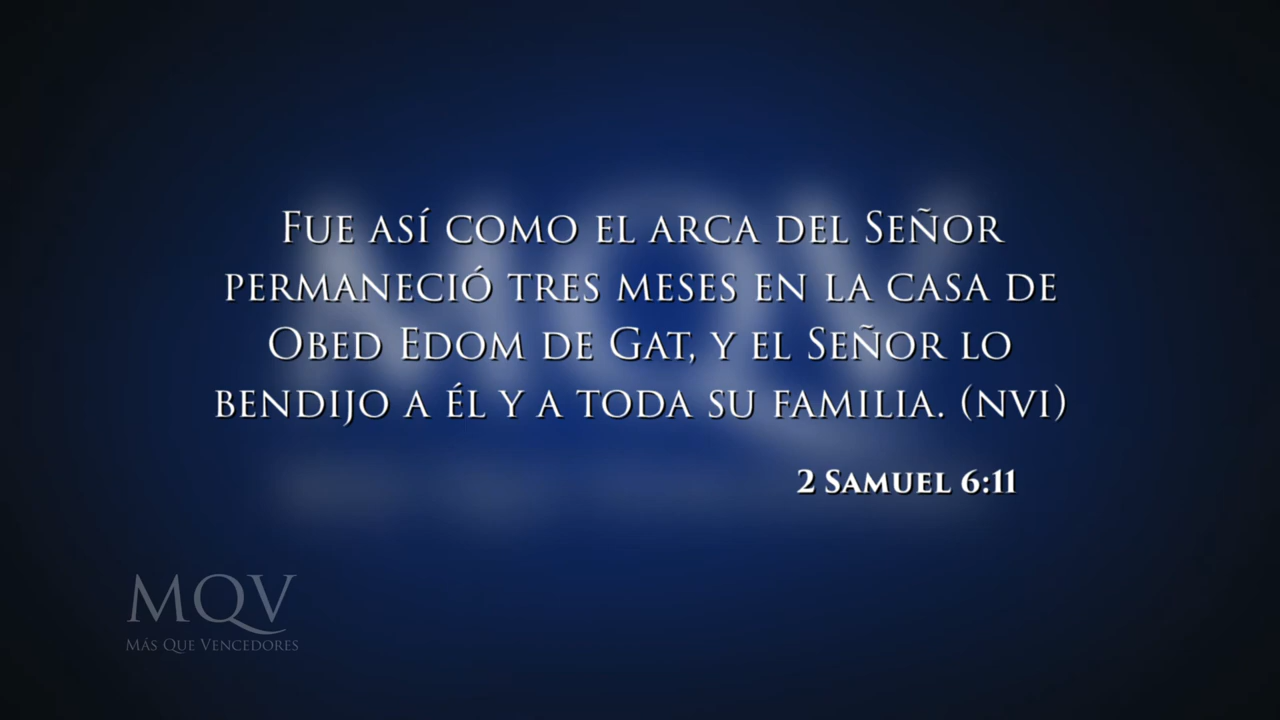 Fue así como el arca del Señor
permaneció tres meses en la casa de
Obed Edom de Gat, y el Señor lo
bendijo a él y a toda su familia. (NVI)
2 Samuel 6:11
MQV
Más Que Vencedores